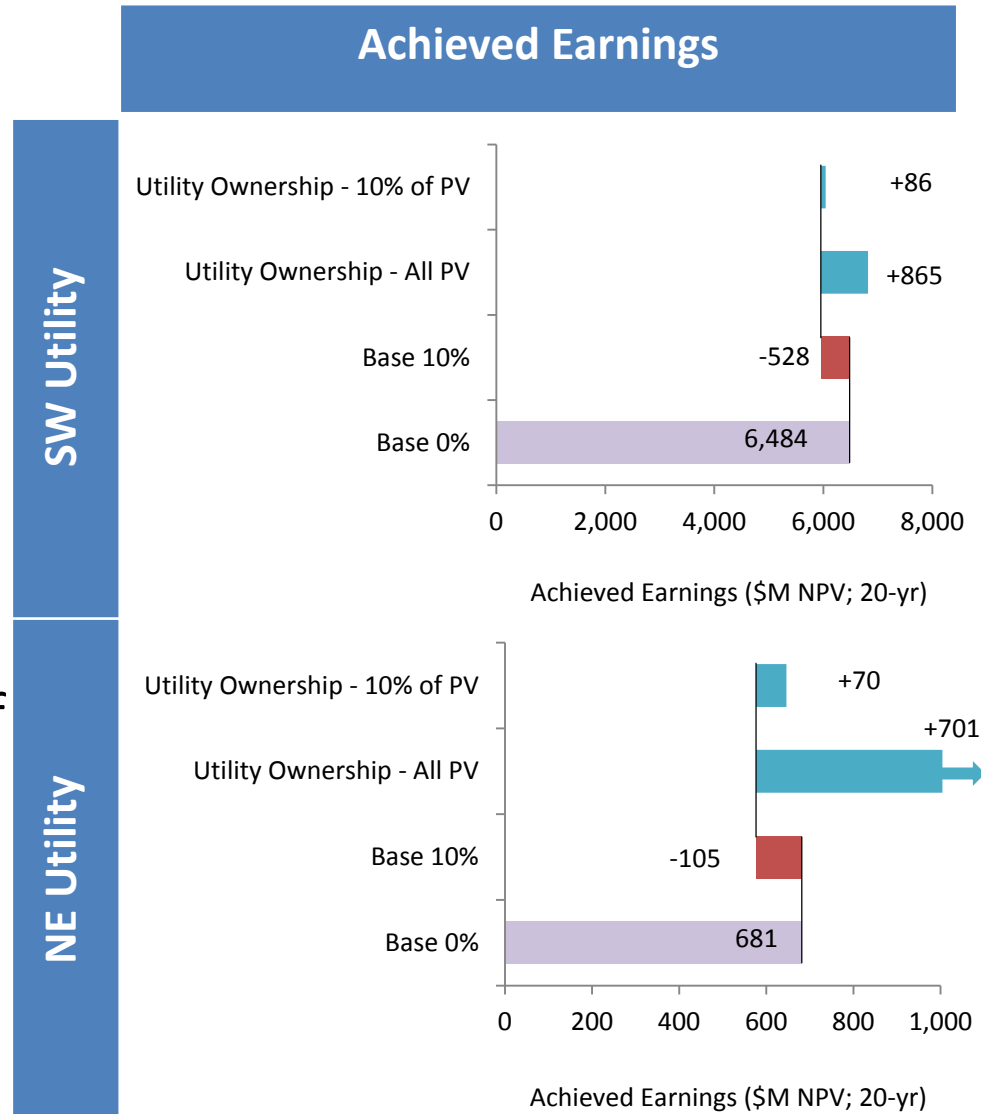 Achieved Earnings
SW Utility
Utility Ownership - 10% of PV
+86
Utility Ownership - All PV
+865
Base 10%
-528
Base 0%
6,484
0 2,000 4,000 6,000 8,000
Achieved Earnings ($M NPV; 20-yr)
NE Utility
Utility Ownership - 10% of PV
+70
+701
Utility Ownership - All PV
Base 10%
-105
Base 0%
681
0 200 400 600 800 1,000
Achieved Earnings ($M NPV; 20-yr)